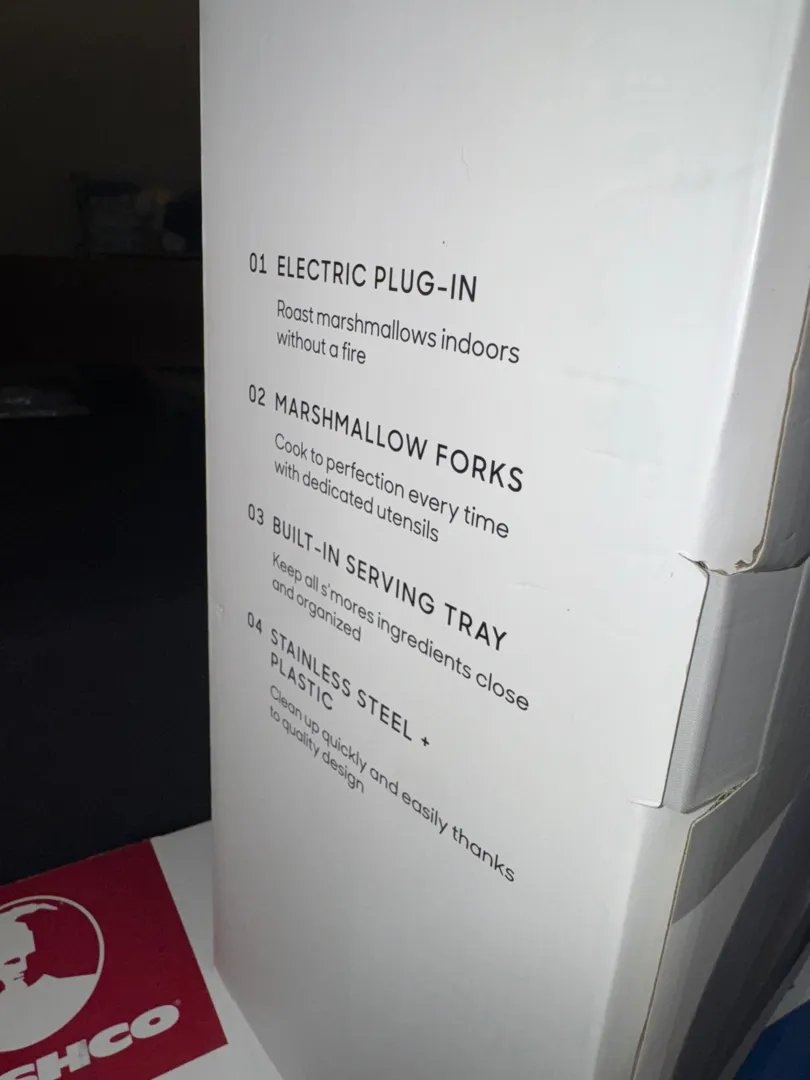 01 ELECTRIC PLUG-IN
Roast marshmallows indoors
without a fire
02 MARSHMALLOW FORKS
Cook to perfection every time
with dedicated utensils
03 BUILT-IN SERVING TRAY
Keep all s'mores ingredients close
and organized
04 STAINLESS STEEL +
PLASTIC
Clean up quickly and easily thanks
to quality design
SHCO®